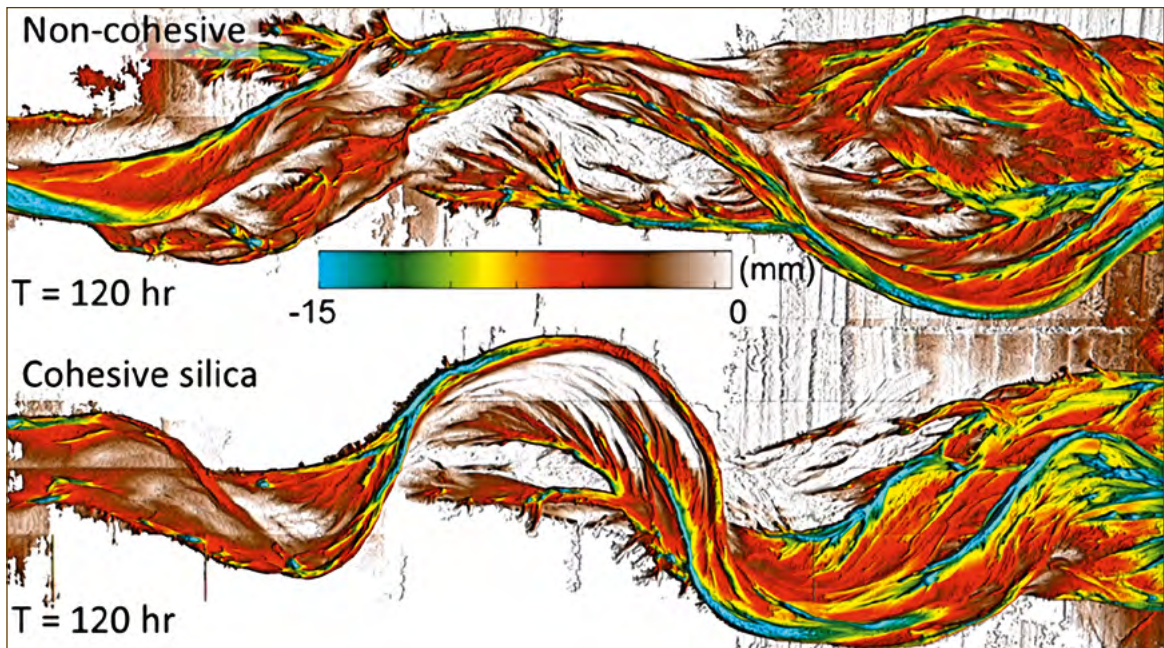 Non-cohesive
T = 120 hr
(mm)
-15 0
Cohesive silica
T = 120 hr